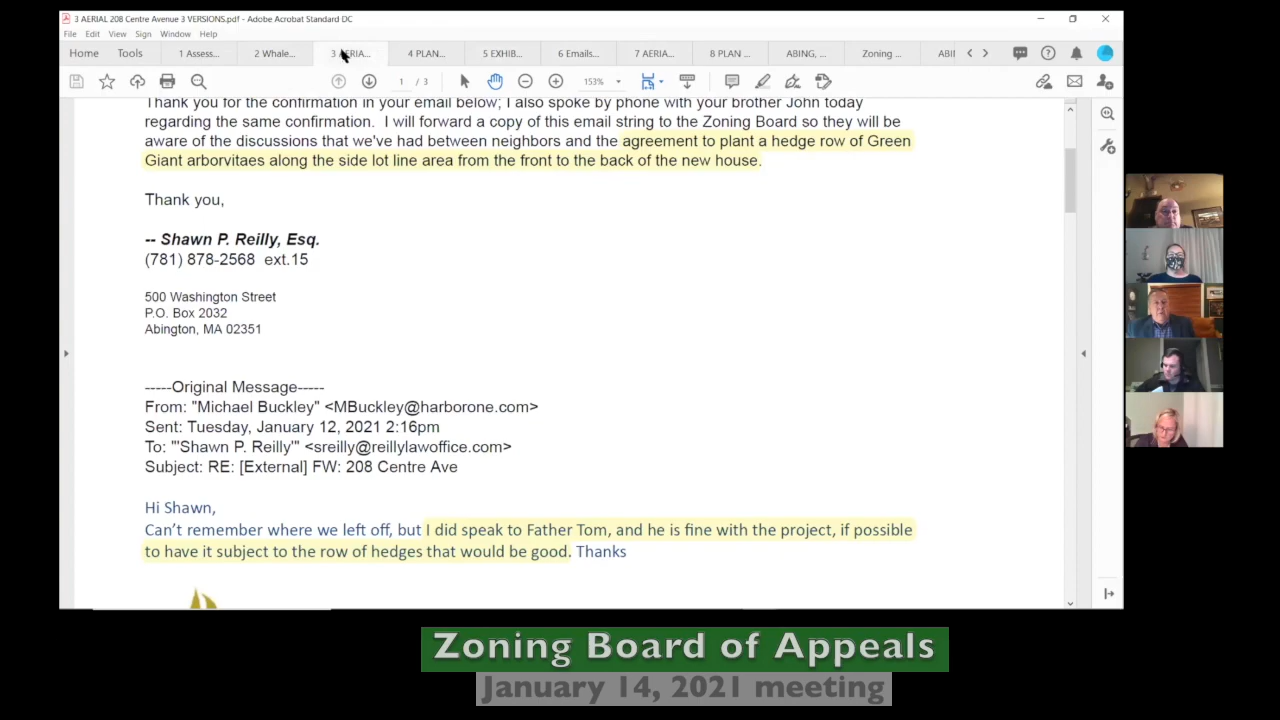 3 AERIAL 208 Centre Avenue 3 VERSIONS.pdf - Adobe Acrobat Standard DC
File Edit View Sign Window Help
Home Tools 1 Assess... 2 Whale... 3 AERIA... 4 PLAN... 5 EXHIB... 6 Emails... 7 AERIA... 8 PLAN ... ABING, ... Zoning ... ABII
1 / 3 153%
Thank you for the confirmation in your email below; I also spoke by phone with your brother John today
regarding the same confirmation. I will forward a copy of this email string to the Zoning Board so they will be
aware of the discussions that we've had between neighbors and the agreement to plant a hedge row of Green
Giant arborvitaes along the side lot line area from the front to the back of the new house.
Thank you,
-- Shawn P. Reilly, Esq.
(781) 878-2568 ext.15
500 Washington Street
P.O. Box 2032
Abington, MA 02351
-----Original Message-----
From: "Michael Buckley" <MBuckley@harborone.com>
Sent: Tuesday, January 12, 2021 2:16pm
To: "'Shawn P. Reilly'" <sreilly@reillylawoffice.com>
Subject: RE: [External] FW: 208 Centre Ave
Hi Shawn,
Can't remember where we left off, but I did speak to Father Tom, and he is fine with the project, if possible
to have it subject to the row of hedges that would be good. Thanks
Zoning Board of Appeals
January 14, 2021 meeting